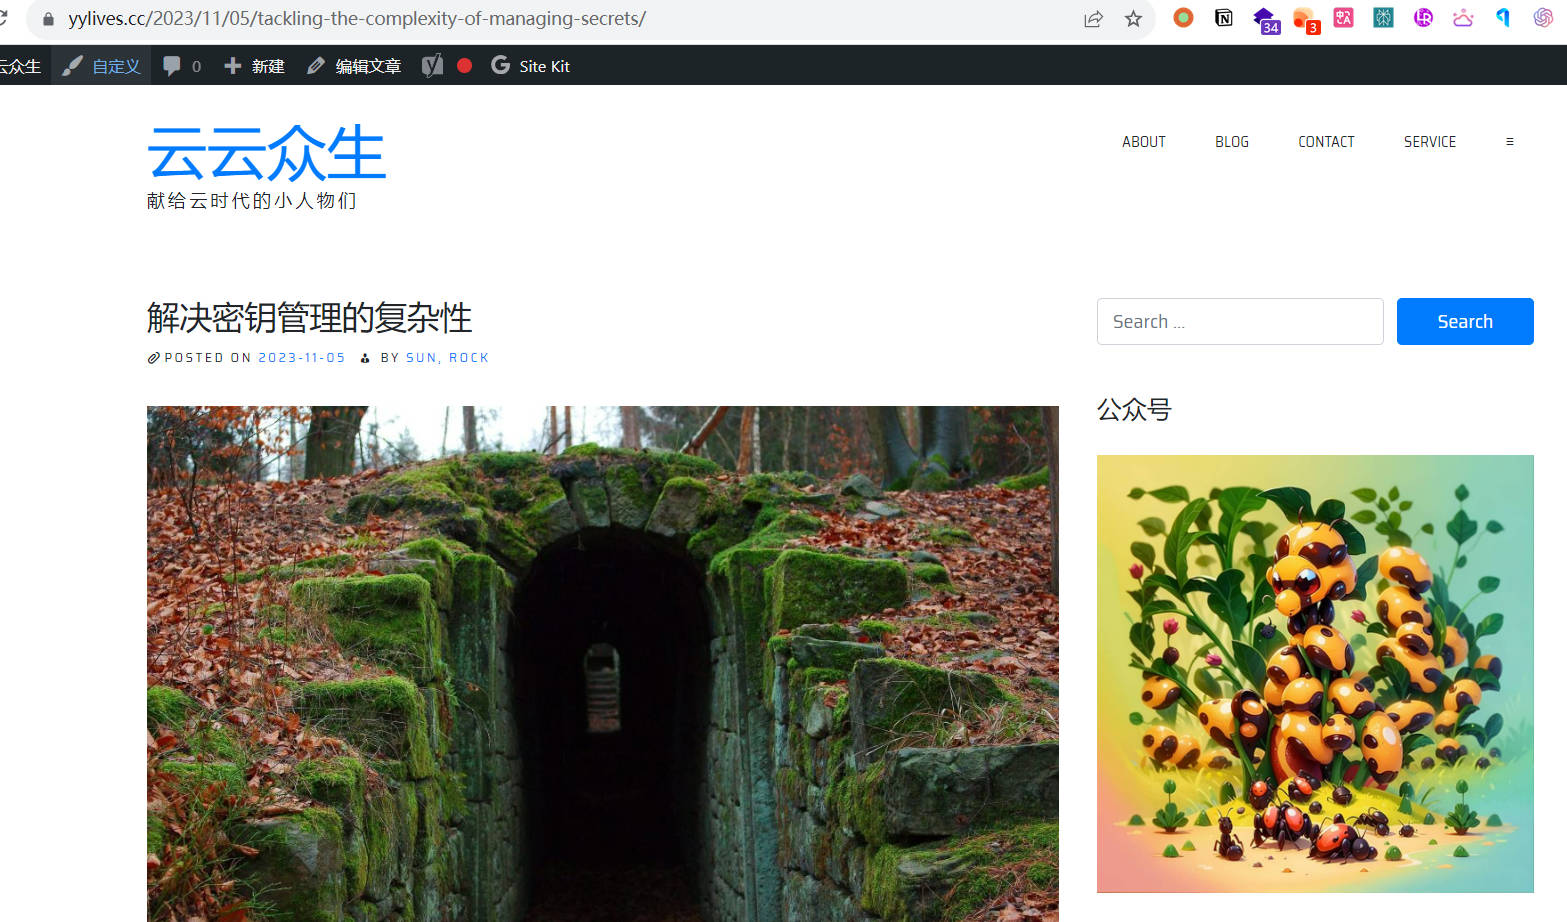 yylives.cc/2023/11/05/tackling-the-complexity-of-managing-secrets/
34
3
云众生
自定义
0
新建
编辑文章
Site Kit
云云众生
献给云时代的小人物们
ABOUT
BLOG
CONTACT
SERVICE
解决密钥管理的复杂性
POSTED ON 2023-11-05 BY SUN, ROCK
Search ...
Search
公众号